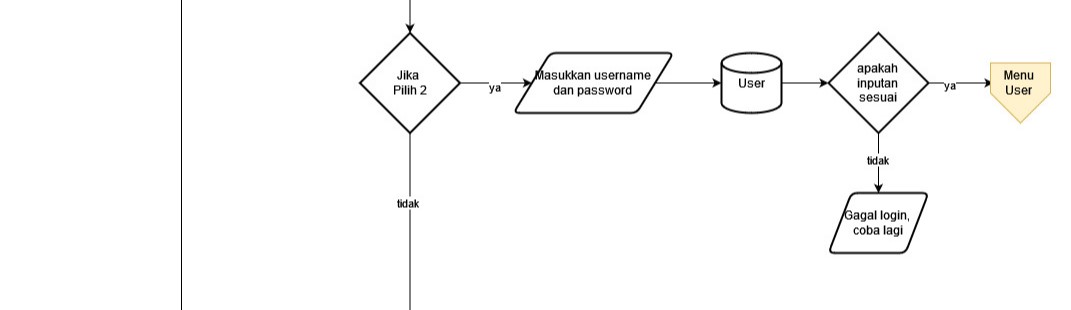 Jika
Pilih 2
ya
Masukkan username
dan password
User
apakah
inputan
sesuai
ya
Menu
User
tidak
tidak
Gagal login,
coba lagi